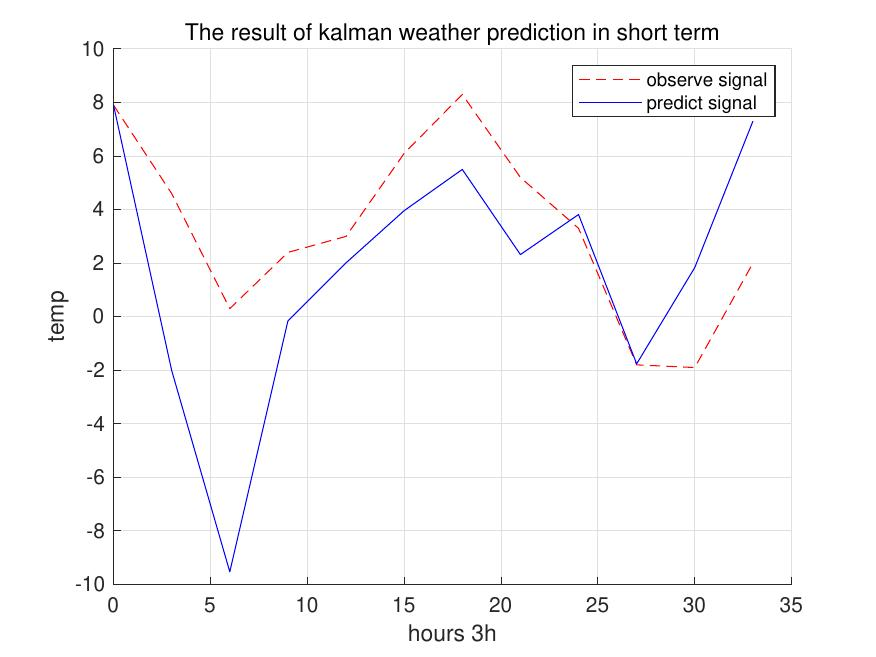 The result of kalman weather prediction in short term
10
8
6
4
2
0
-2
-4
-6
-8
-10
temp
observe signal
predict signal
0 5 10 15 20 25 30 35
hours 3h